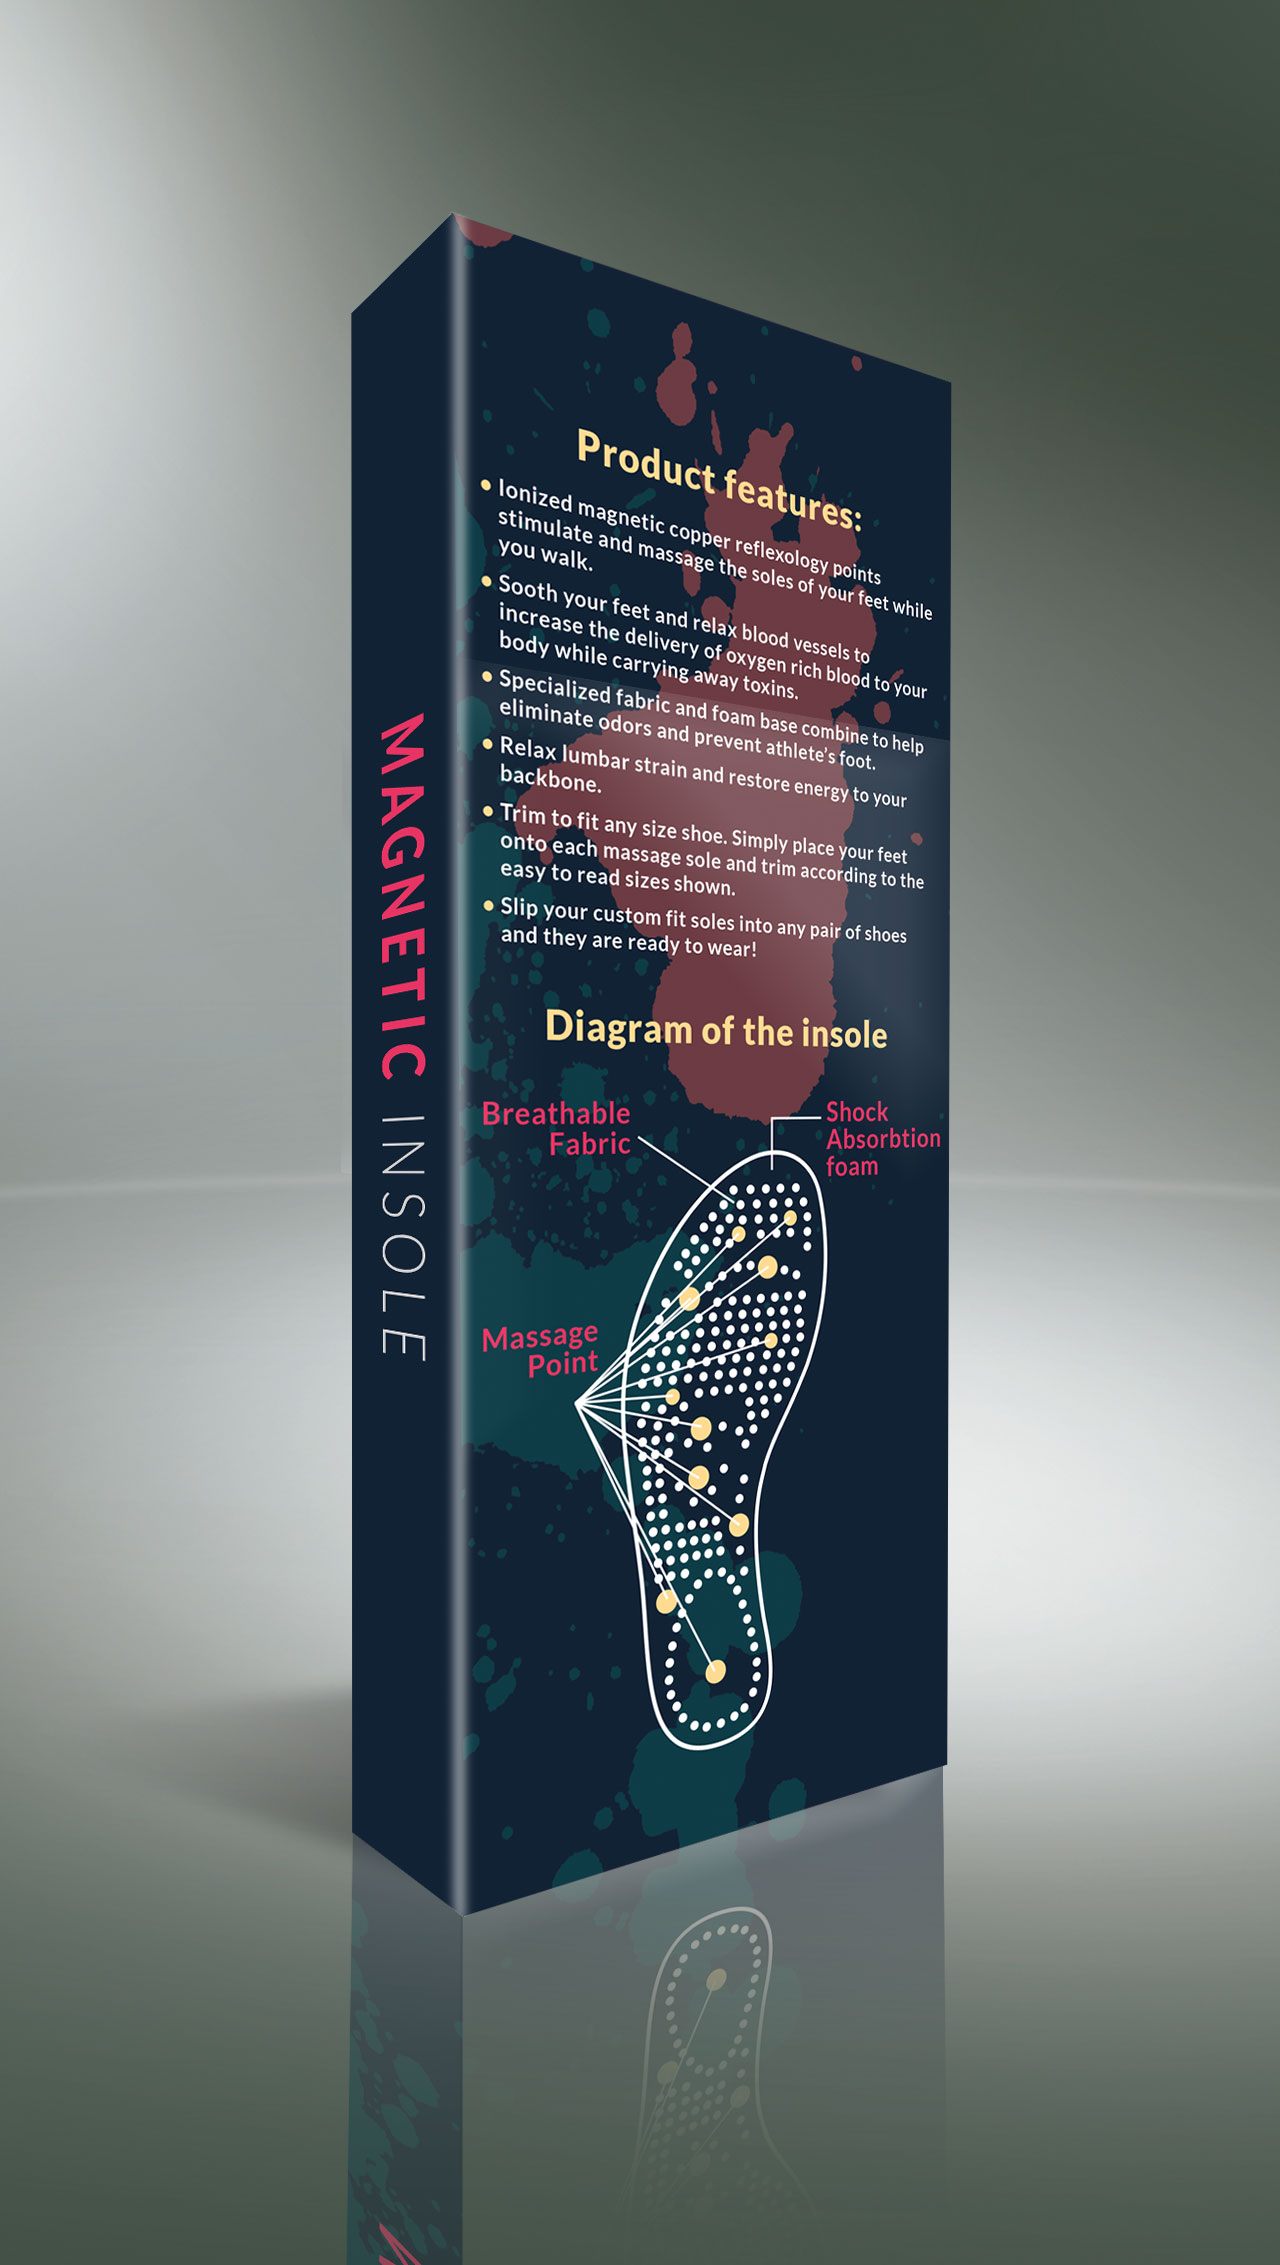 MAGNETIC INSOLE
Product features:
• Ionized magnetic copper reflexology points
stimulate and massage the soles of your feet while
you walk.
• Sooth your feet and relax blood vessels to
increase the delivery of oxygen rich blood to your
body while carrying away toxins.
• Specialized fabric and foam base combine to help
eliminate odors and prevent athlete's foot.
• Relax lumbar strain and restore energy to your
backbone.
• Trim to fit any size shoe. Simply place your feet
onto each massage sole and trim according to the
easy to read sizes shown.
• Slip your custom fit soles into any pair of shoes
and they are ready to wear!
Diagram of the insole
Breathable
Fabric
Shock
Absorbtion
foam
Massage
Point